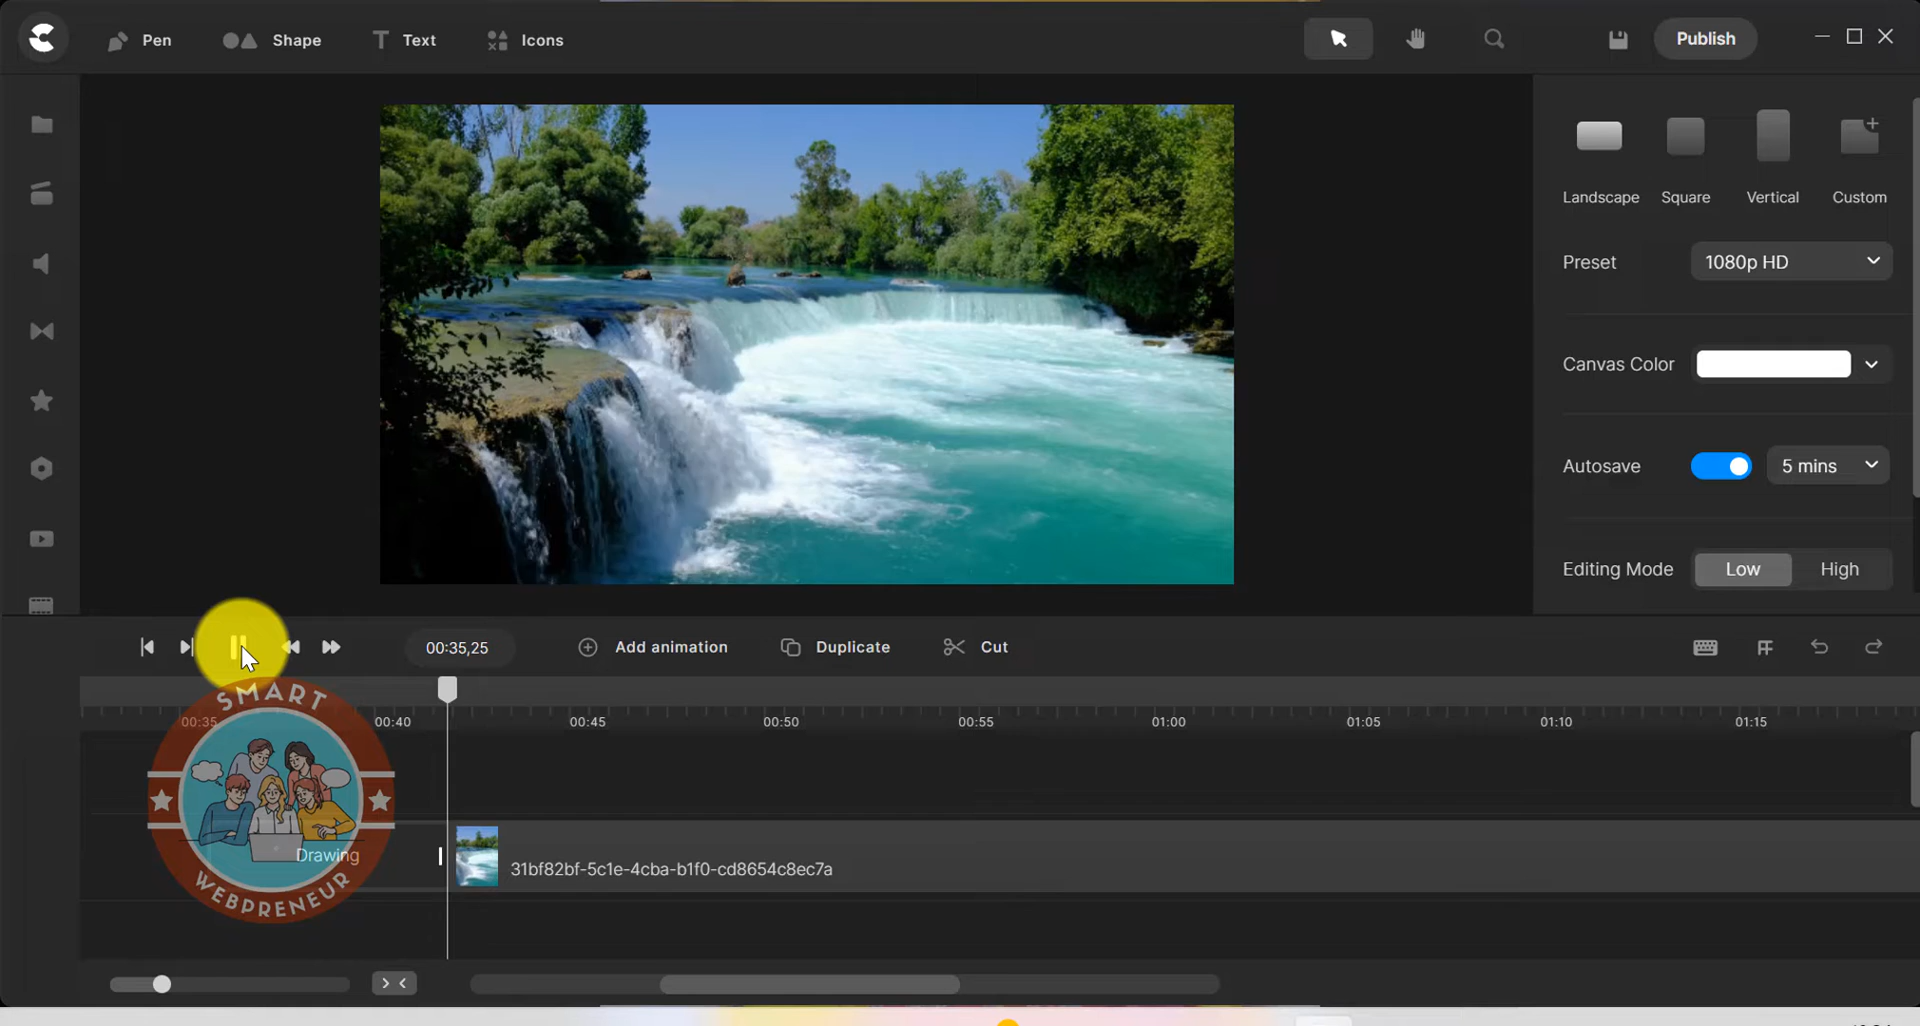 Pen
Shape
Text
Icons
Publish
Landscape
Square
Vertical
Custom
Preset
1080p HD
Canvas Color
Autosave
5 mins
Editing Mode
Low
High
00:35,25
Add animation
Duplicate
Cut
00:35
00:40
00:45
00:50
00:55
01:00
01:05
01:10
01:15
SMART
Drawing
WEBPRENEUR
31bf82bf-5c1e-4cba-b1f0-cd8654c8ec7a